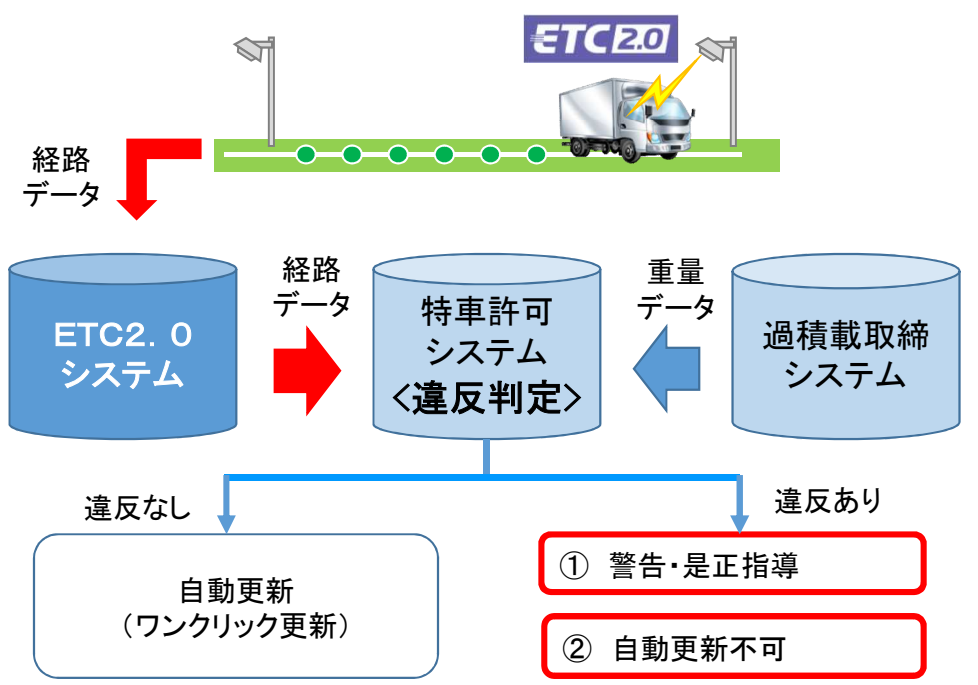 ETC2.0
経路
データ
経路
データ
重量
データ
ETC2．0
システム
特車許可
システム
<違反判定>
過積載取締
システム
違反なし
違反あり
自動更新
（ワンクリック更新）
① 警告・是正指導
② 自動更新不可